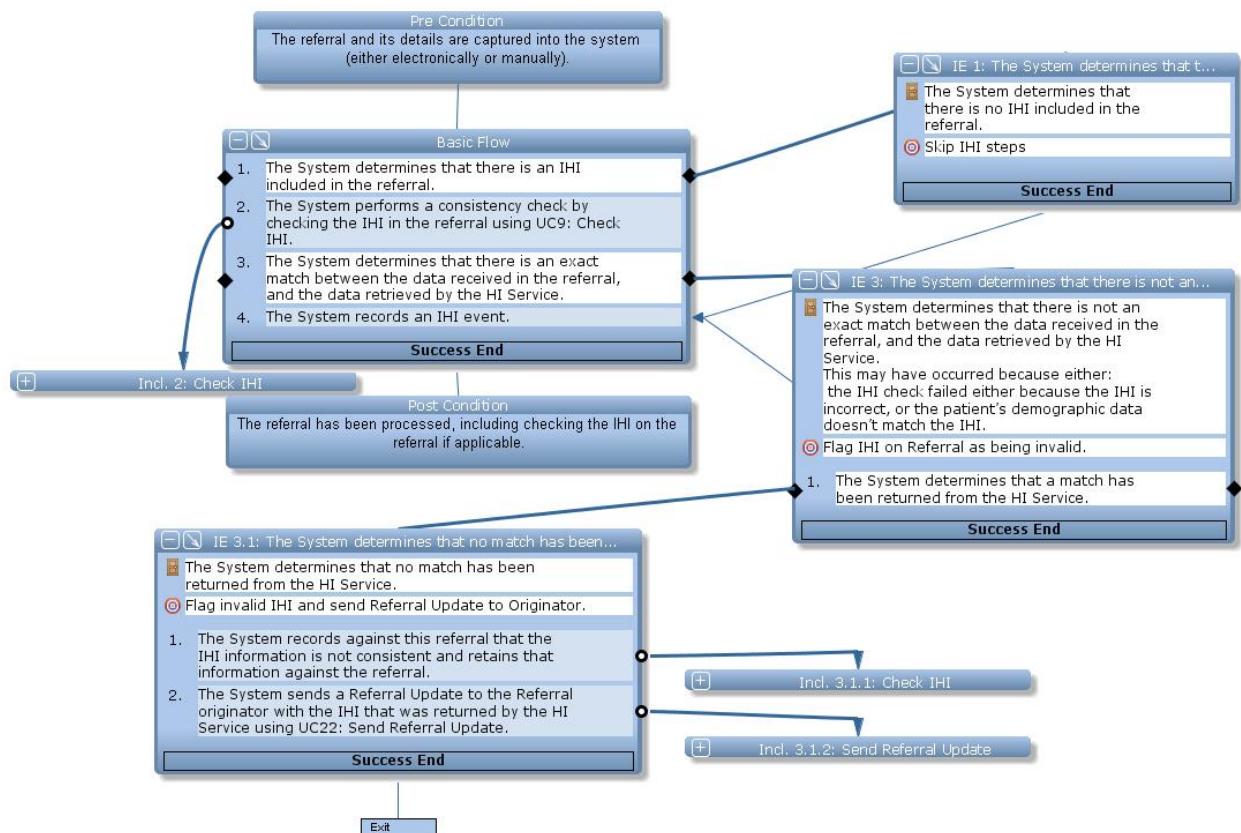 Pre Condition
The referral and its details are captured into the system
(either electronically or manually).
IE 1: The System determines that t...
The System determines that
there is no IHI included in the
referral.
Skip IHI steps
Success End
Basic Flow
1. The System determines that there is an IHI
included in the referral.
2. The System performs a consistency check by
checking the IHI in the referral using UC9: Check
IHI.
3. The System determines that there is an exact
match between the data received in the referral,
and the data retrieved by the HI Service.
4. The System records an IHI event.
Success End
IE 3: The System determines that there is not an...
The System determines that there is not an
exact match between the data received in the
referral, and the data retrieved by the HI
Service.
This may have occurred because either:
the IHI check failed either because the IHI is
incorrect, or the patient's demographic data
doesn't match the IHI.
Flag IHI on Referral as being invalid.
1. The System determines that a match has
been returned from the HI Service.
Success End
Incl. 2: Check IHI
Post Condition
The referral has been processed, including checking the IHI on the
referral if applicable.
IE 3.1: The System determines that no match has been...
The System determines that no match has been
returned from the HI Service.
Flag invalid IHI and send Referral Update to Originator.
1. The System records against this referral that the
IHI information is not consistent and retains that
information against the referral.
2. The System sends a Referral Update to the Referral
originator with the IHI that was returned by the HI
Service using UC22: Send Referral Update.
Success End
Incl. 3.1.1: Check IHI
Incl. 3.1.2: Send Referral Update
Exit